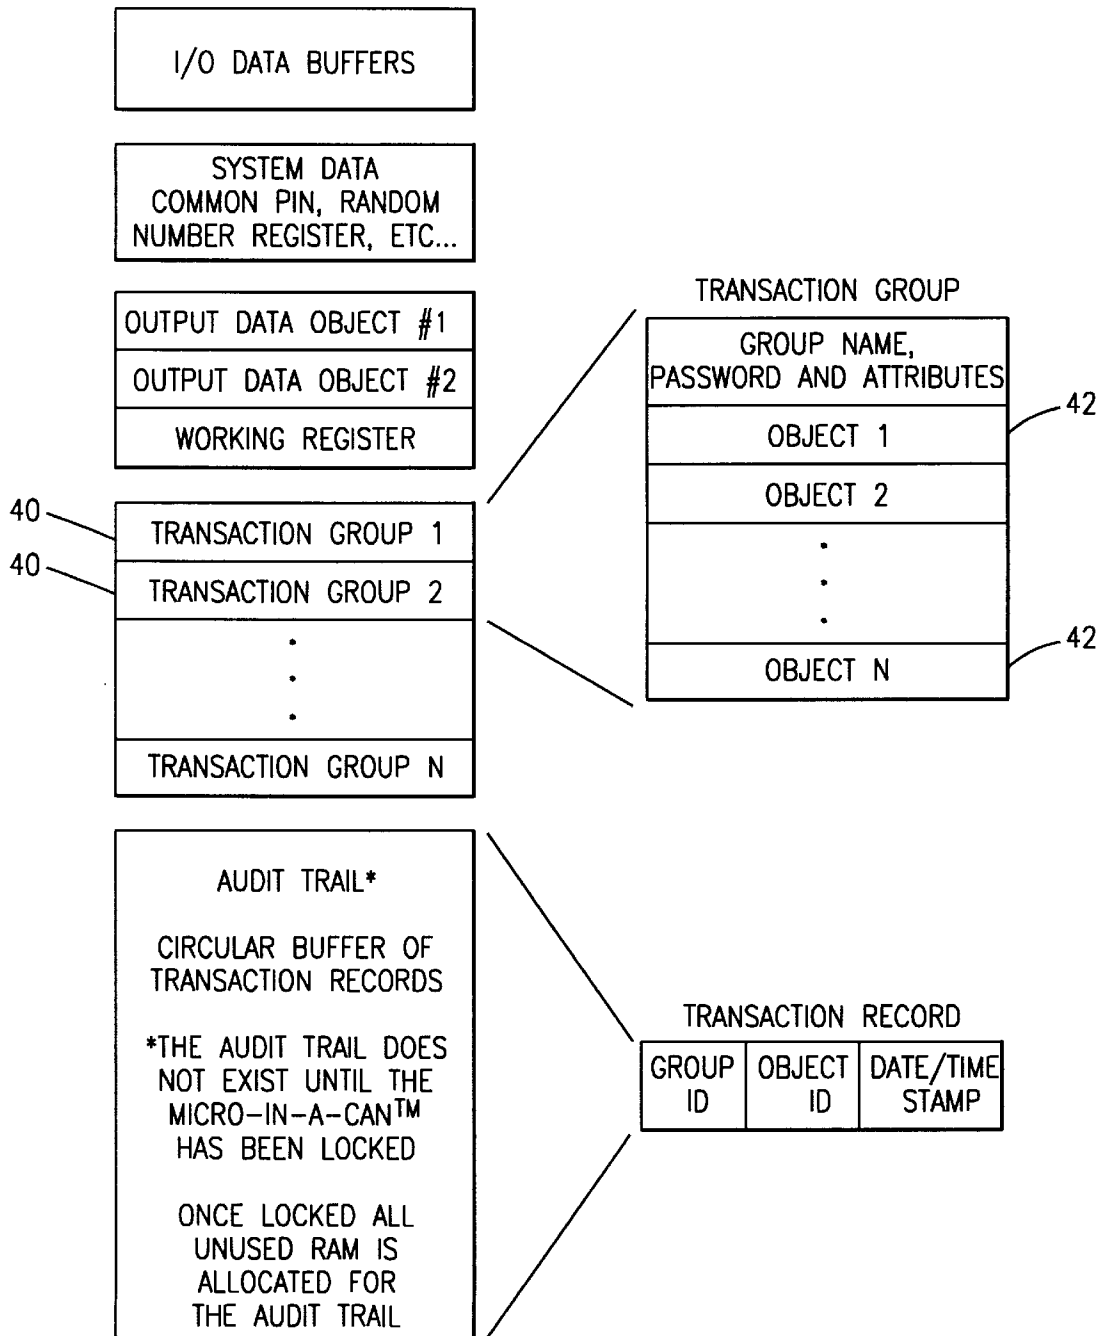 I/O DATA BUFFERS
SYSTEM DATA
COMMON PIN, RANDOM
NUMBER REGISTER, ETC...
OUTPUT DATA OBJECT #1
OUTPUT DATA OBJECT #2
WORKING REGISTER
40
TRANSACTION GROUP 1
40
TRANSACTION GROUP 2
TRANSACTION GROUP N
TRANSACTION GROUP
GROUP NAME,
PASSWORD AND ATTRIBUTES
42
OBJECT 1
OBJECT 2
42
OBJECT N
AUDIT TRAIL*
CIRCULAR BUFFER OF
TRANSACTION RECORDS
*THE AUDIT TRAIL DOES
NOT EXIST UNTIL THE
MICRO-IN-A-CAN™
HAS BEEN LOCKED
ONCE LOCKED ALL
UNUSED RAM IS
ALLOCATED FOR
THE AUDIT TRAIL
TRANSACTION RECORD
GROUP
ID
OBJECT
ID
DATE/TIME
STAMP